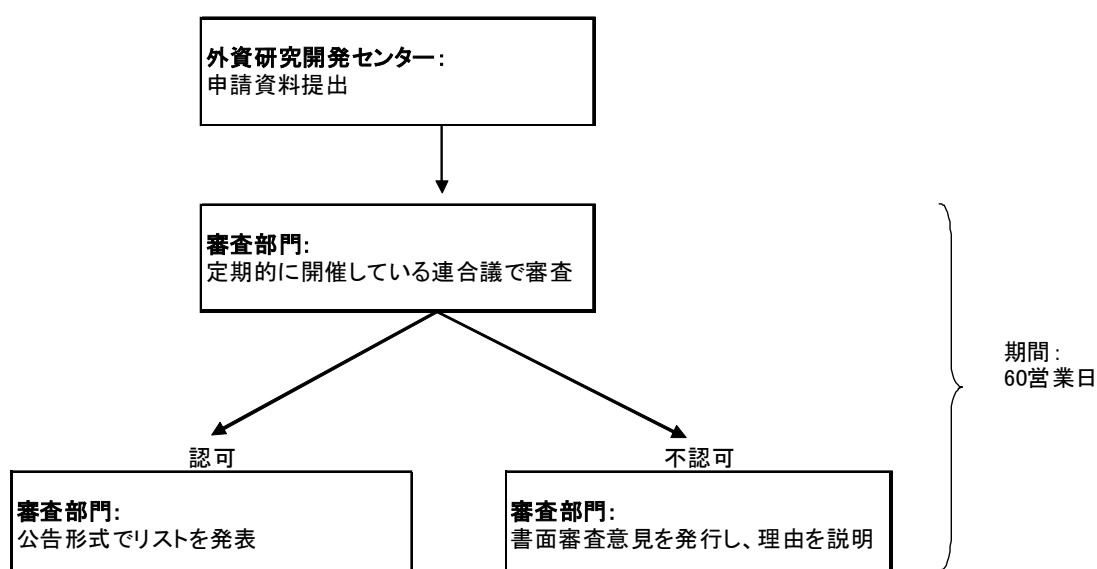 外資研究開発センター:
申請資料提出
審査部門:
定期的に開催している連合議で審査
期間:
60営業日
認可
不認可
審査部門:
公告形式でリストを発表
審査部門:
書面審査意見を発行し、理由を説明